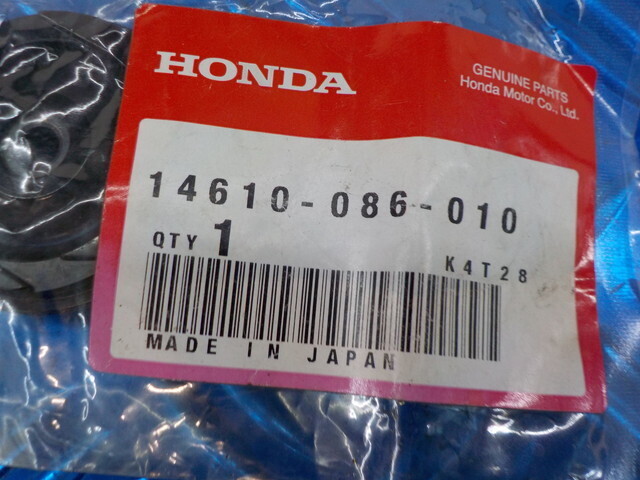 HONDA
GENUINE PARTS
Honda Motor Co., Ltd.
14610-086-010
QTY 1
K4T28
MADE IN JAPAN